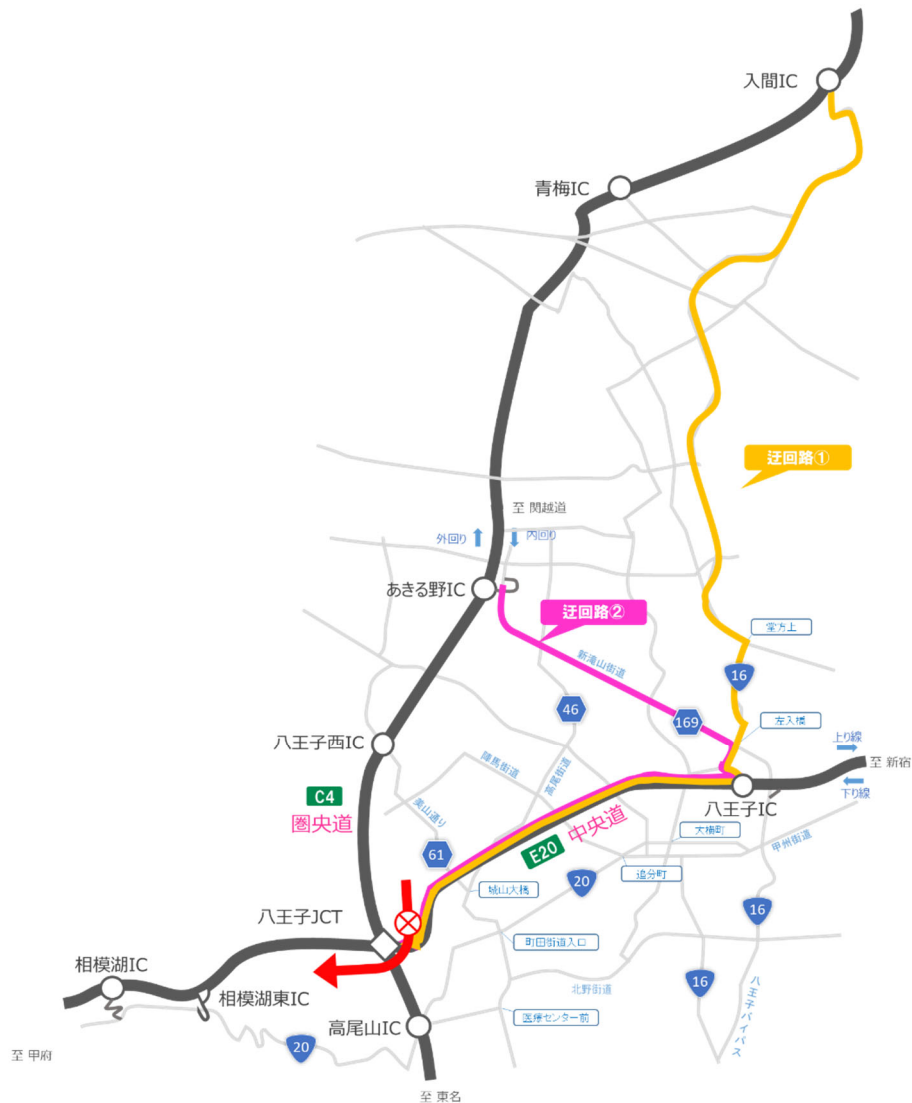 入間IC
青梅IC
迂回路①
至 関越道
外回り
内回り
あきる野IC
迂回路②
堂方上
新滝山街道
16
46
169
左入橋
上り線
至 新宿
八王子西IC
陣馬街道
高尾街道
下り線
八王子IC
C4
圏央道
美山通り
中央道
E20
大横町
甲州街道
61
追分町
城山大橋
20
16
八王子JCT
町田街道入口
相模湖IC
相模湖東IC
北野街道
16
八王子バイパス
高尾山IC
医療センター前
20
至 甲府
至 東名